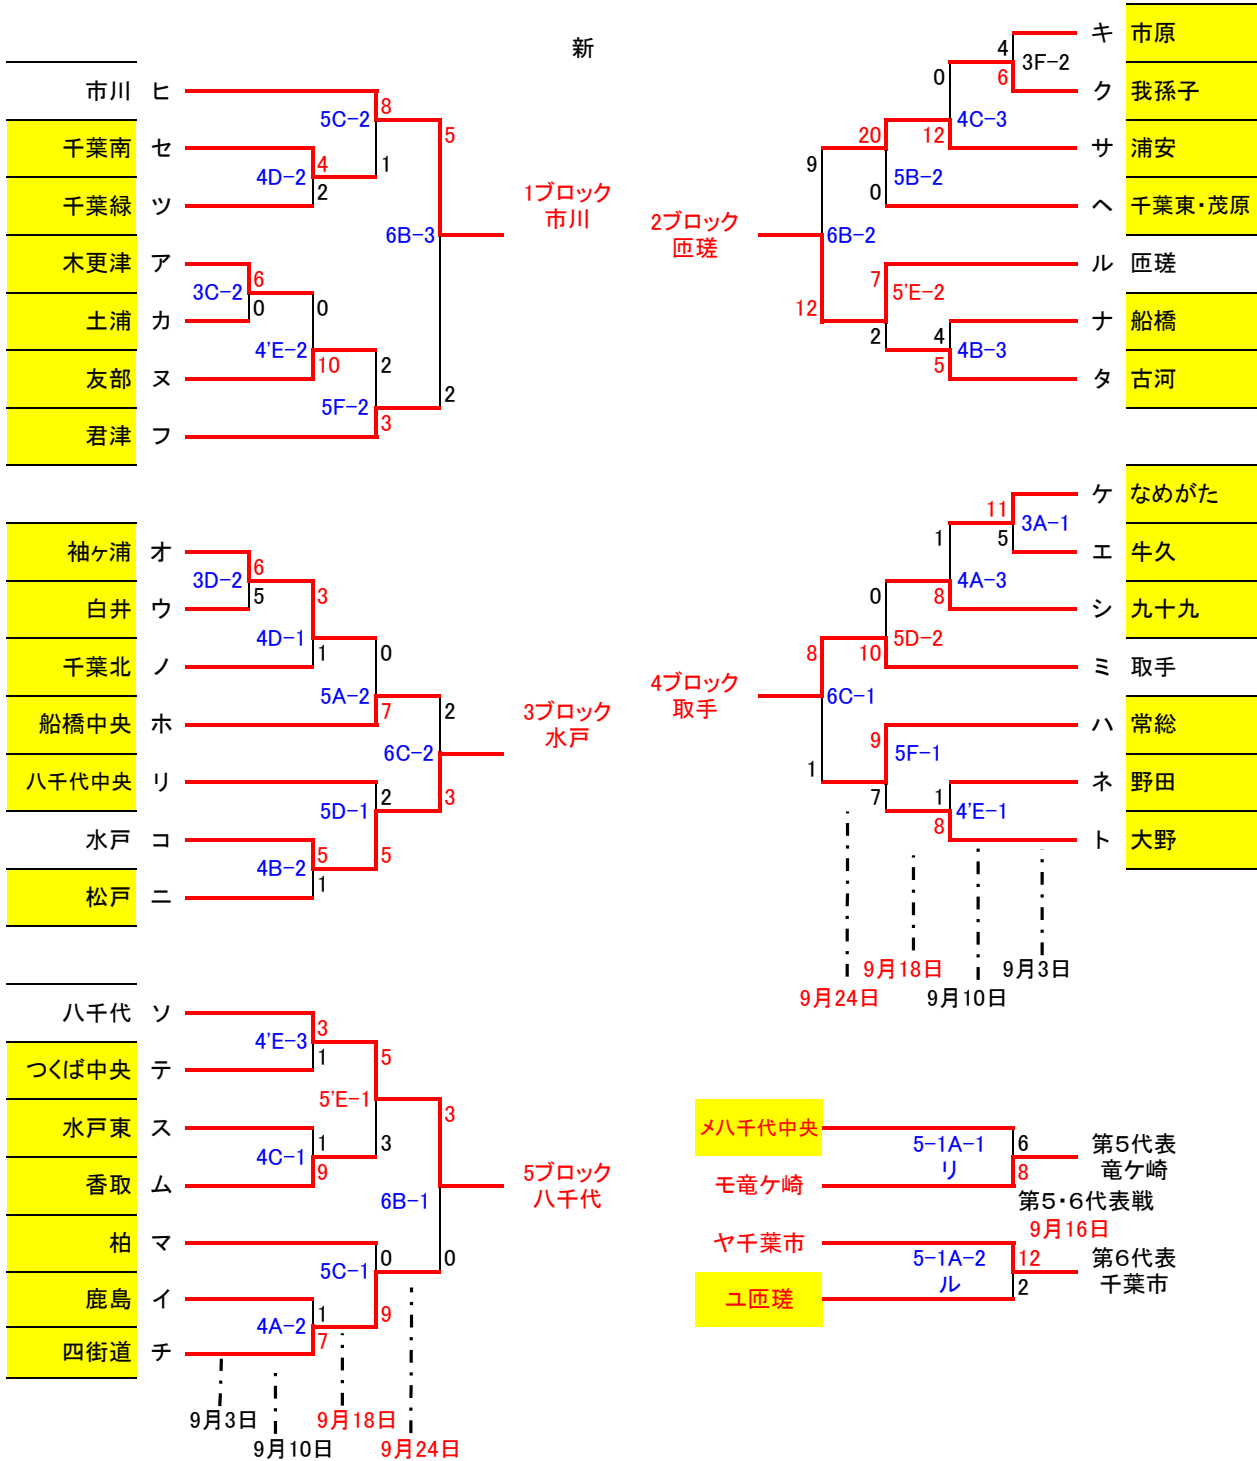 新
市川 ヒ
8
5C-2
5
千葉南 セ
4
1
4D-2
2
千葉緑 ツ
1ブロック
市川
6B-3
木更津 ア
6
3C-2
0
0
土浦 カ
4'E-2
10
2
友部 ヌ
5F-2
2
3
君津 フ
キ 市原
4
3F-2
0
6
ク 我孫子
4C-3
20
12
サ 浦安
9
5B-2
0
ヘ 千葉東・茂原
2ブロック
匝瑳
6B-2
ル 匝瑳
7
5'E-2
12
ナ 船橋
2
4
4B-3
5
タ 古河
袖ヶ浦 オ
6
3D-2
5
3
白井 ウ
4D-1
1
0
千葉北 ノ
5A-2
7
2
船橋中央 ホ
3ブロック
水戸
6C-2
八千代中央 リ
2
3
5D-1
水戸 コ
5
5
4B-2
1
松戸 ニ
ケ なめがた
11
3A-1
1
5
エ 牛久
4A-3
0
8
シ 九十九
5D-2
8
10
ミ 取手
4ブロック
取手
6C-1
ハ 常総
9
5F-1
1
ネ 野田
7
1
4'E-1
8
ト 大野
9月18日
9月3日
9月24日
9月10日
八千代 ソ
3
4'E-3
1
5
つくば中央 テ
5'E-1
3
水戸東 ス
1
3
4C-1
9
香取 ム
5ブロック
八千代
6B-1
柏 マ
0
0
5C-1
鹿島 イ
1
9
4A-2
7
四街道 チ
9月3日
9月18日
9月10日
9月24日
メ八千代中央
5-1A-1
6
リ
8
モ竜ケ崎
第5代表
竜ケ崎
第5・6代表戦
9月16日
ヤ千葉市
5-1A-2
12
ル
2
ユ匝瑳
第6代表
千葉市